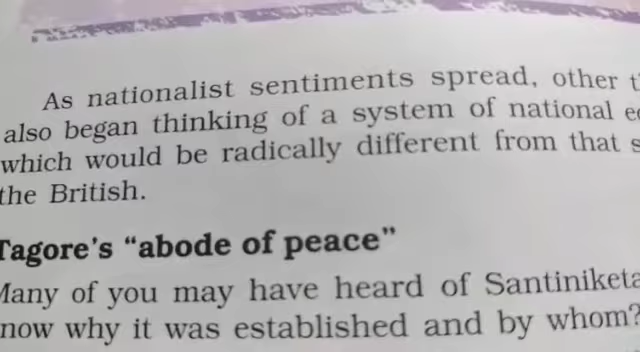 As nationalist sentiments spread, other
also began thinking of a system of national
which would be radically different from that
the British.
Tagore's “abode of peace”
Many of you may have heard of
now why it was established and by whom?